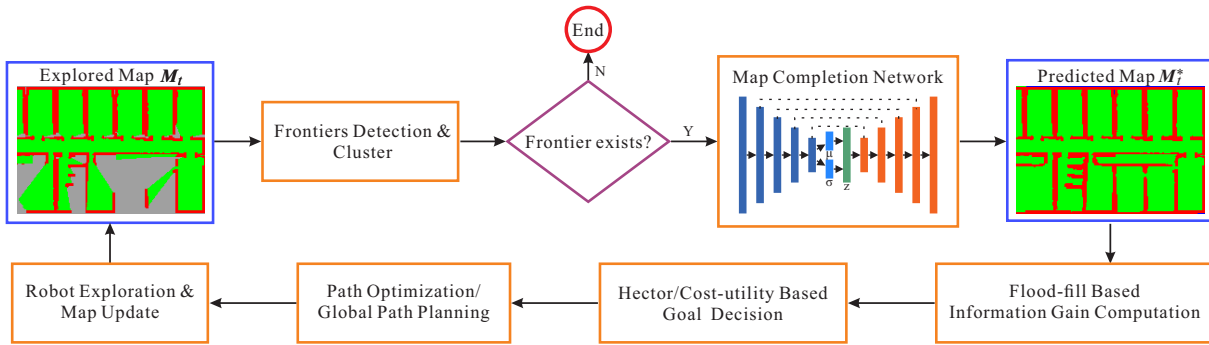 End
N
Explored Map M_t
Frontiers Detection &
Cluster
Frontier exists?
Y
Map Completion Network
μ
σ
z
Predicted Map M_t^*
Robot Exploration &
Map Update
Path Optimization/
Global Path Planning
Hector/Cost-utility Based
Goal Decision
Flood-fill Based
Information Gain Computation